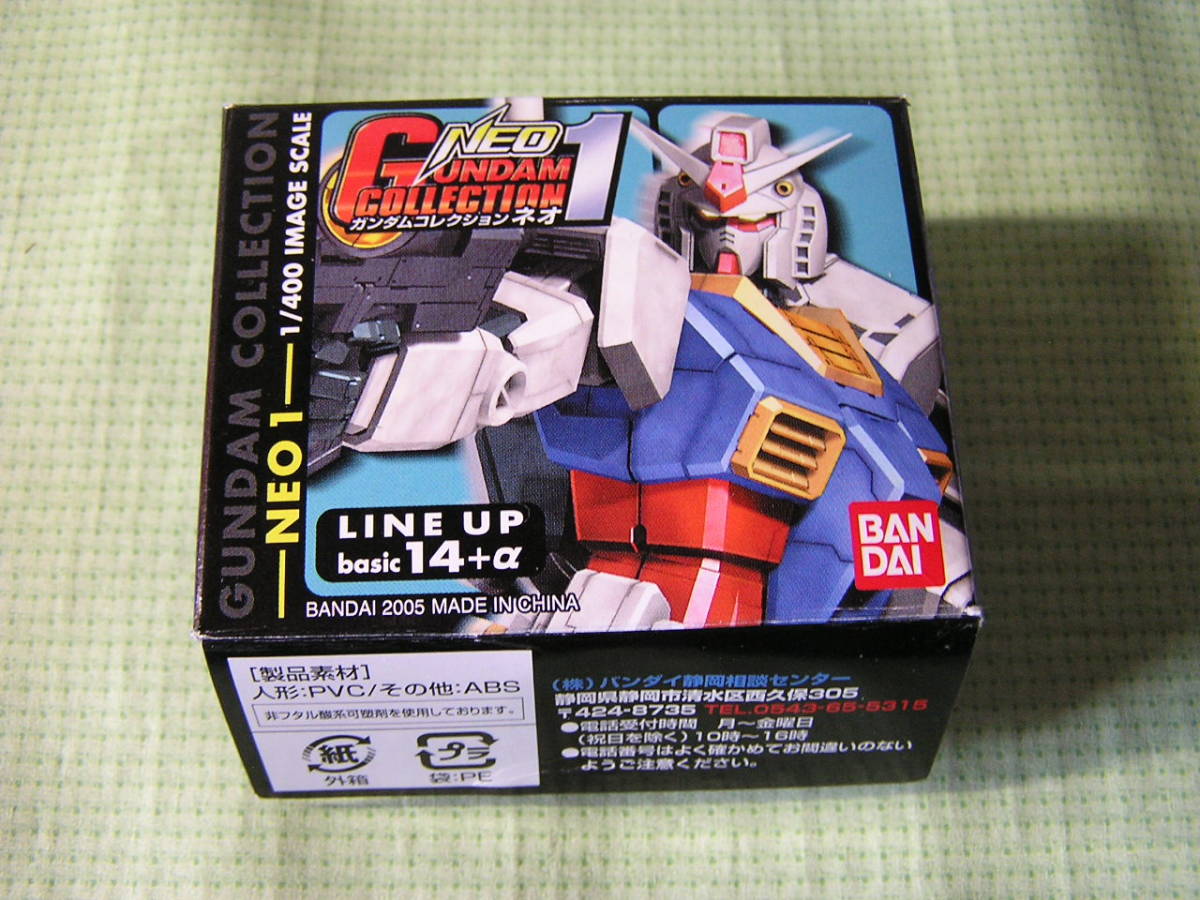 GUNDAM COLLECTION
NEO 1
1/400 IMAGE SCALE
NEO
GUNDAM 1
COLLECTION
ガンダムコレクション ネオ
LINE UP
basic 14+α
BANDAI 2005 MADE IN CHINA
BAN
DAI
[製品素材]
人形:PVC/その他:ABS
非フタル酸系可塑剤を使用しております。
紙
外箱
プラ
袋:PE
(株)バンダイ静岡相談センター
静岡県静岡市清水区西久保305
〒424-8735 TEL.0543-65-5315
●電話受付時間 月~金曜日
(祝日を除く)10時~16時
●電話番号はよく確かめてお間違いのない
ようご注意ください。